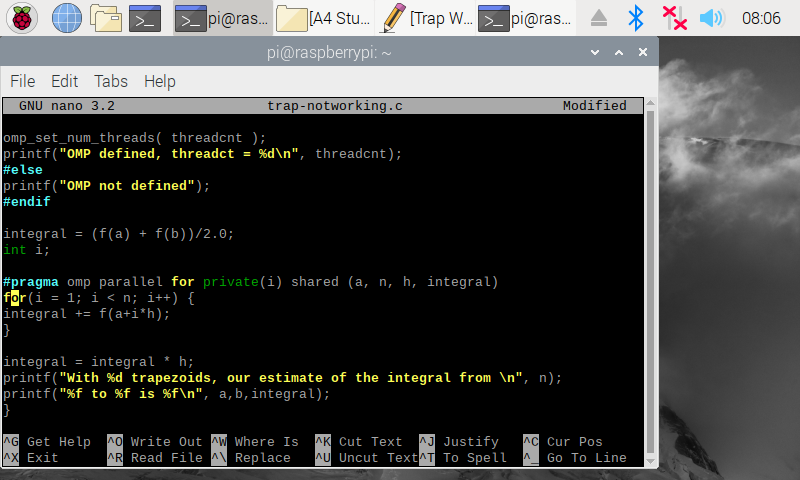 pi@ras... [A4 Stu... [Trap W... pi@ras... 08:06
pi@raspberrypi: ~
File Edit Tabs Help
GNU nano 3.2 trap-notworking.c Modified
omp_set_num_threads( threadcnt );
printf("OMP defined, threadct = %d\n", threadcnt);
#else
printf("OMP not defined");
#endif
integral = (f(a) + f(b))/2.0;
int i;
#pragma omp parallel for private(i) shared (a, n, h, integral)
for(i = 1; i < n; i++) {
integral += f(a+i*h);
}
integral = integral * h;
printf("With %d trapezoids, our estimate of the integral from \n", n);
printf("%f to %f is %f\n", a,b,integral);
}
^G Get Help ^O Write Out ^W Where Is ^K Cut Text ^J Justify ^C Cur Pos
^X Exit ^R Read File ^\ Replace ^U Uncut Text ^T To Spell ^_ Go To Line